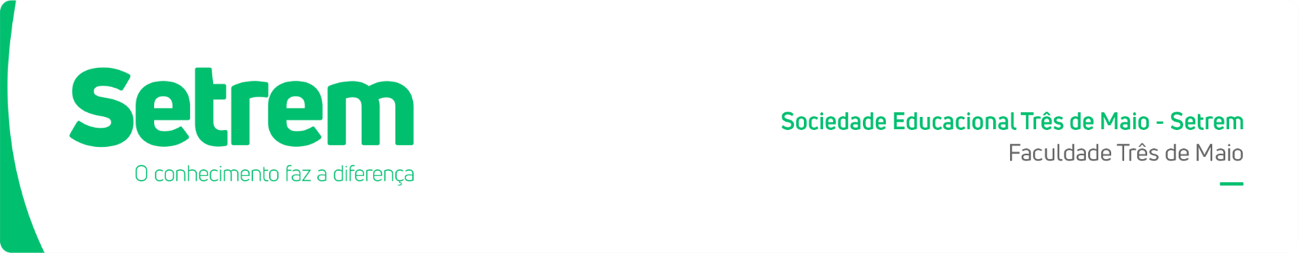 Setrem
O conhecimento faz a diferença
Sociedade Educacional Três de Maio - Setrem
Faculdade Três de Maio